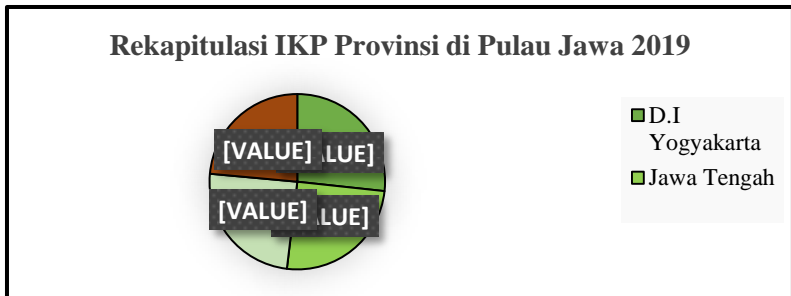 Rekapitulasi IKP Provinsi di Pulau Jawa 2019
[VALUE]
LUE]
[VALUE]
ALUE]
D.I
Yogyakarta
Jawa Tengah